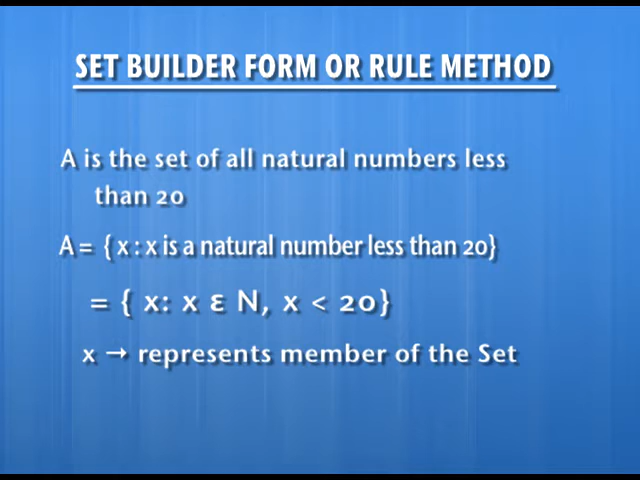 SET BUILDER FORM OR RULE METHOD
A is the set of all natural numbers less
than 20
A = { x : x is a natural number less than 20}
= { x: x ε N, x < 20}
x → represents member of the Set